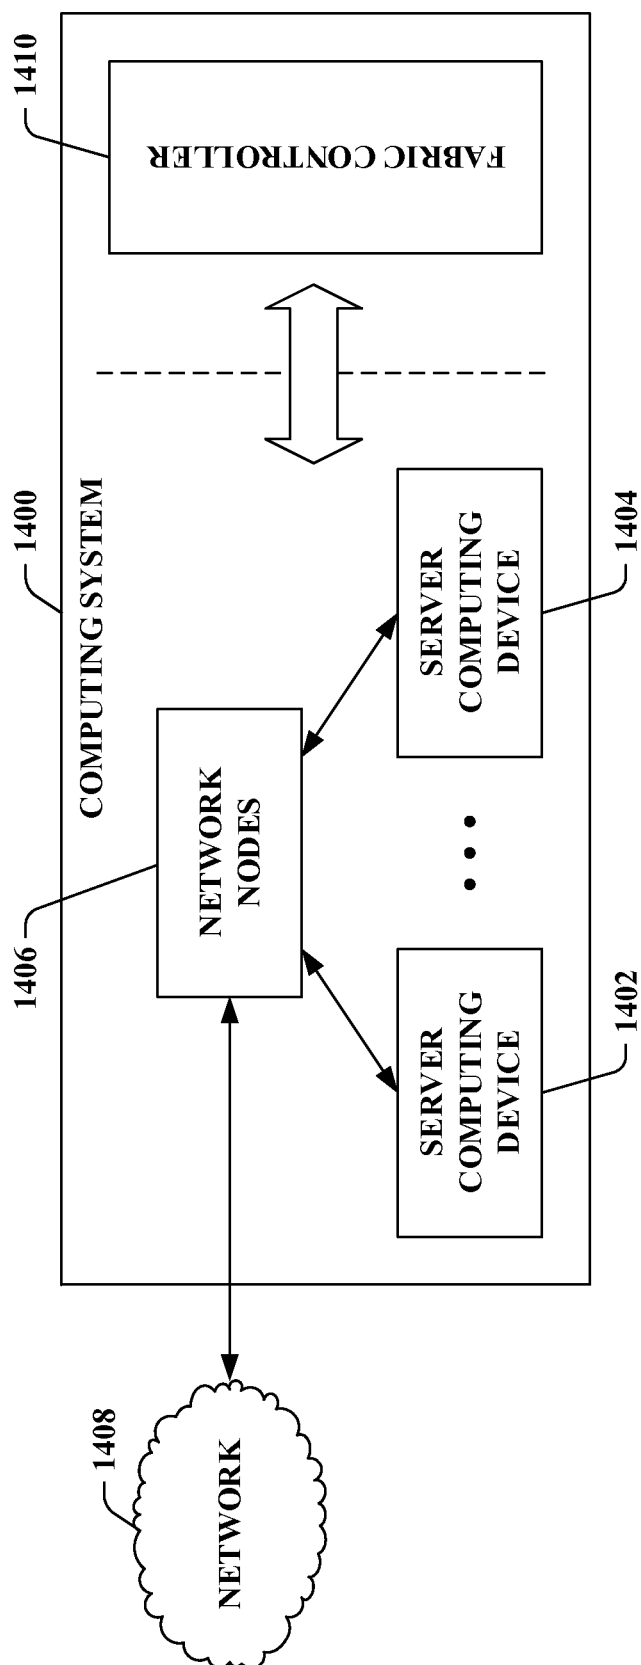 1400
COMPUTING SYSTEM
1406
NETWORK
NODES
1408
NETWORK
SERVER
COMPUTING
DEVICE
1402
SERVER
COMPUTING
DEVICE
1404
1410
FABRIC CONTROLLER